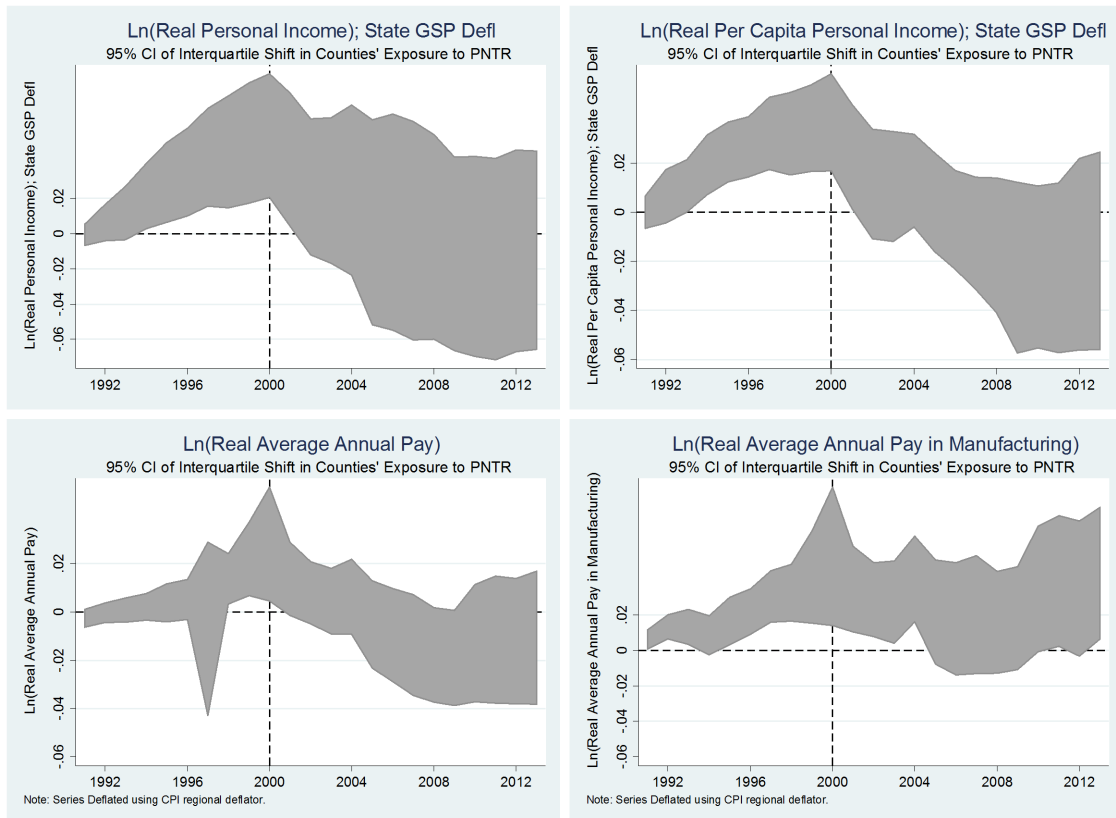 Ln(Real Personal Income); State GSP Defl
95% CI of Interquartile Shift in Counties' Exposure to PNTR
Ln(Real Personal Income); State GSP Defl
.02
0
-.02
-.04
-.06
1992 1996 2000 2004 2008 2012
Ln(Real Per Capita Personal Income); State GSP Defl
95% CI of Interquartile Shift in Counties' Exposure to PNTR
Ln(Real Per Capita Personal Income); State GSP Defl
.02
0
-.02
-.04
-.06
1992 1996 2000 2004 2008 2012
Ln(Real Average Annual Pay)
95% CI of Interquartile Shift in Counties' Exposure to PNTR
Ln(Real Average Annual Pay)
.02
0
-.02
-.04
-.06
1992 1996 2000 2004 2008 2012
Note: Series Deflated using CPI regional deflator.
Ln(Real Average Annual Pay in Manufacturing)
95% CI of Interquartile Shift in Counties' Exposure to PNTR
Ln(Real Average Annual Pay in Manufacturing)
.02
0
-.02
-.04
-.06
1992 1996 2000 2004 2008 2012
Note: Series Deflated using CPI regional deflator.